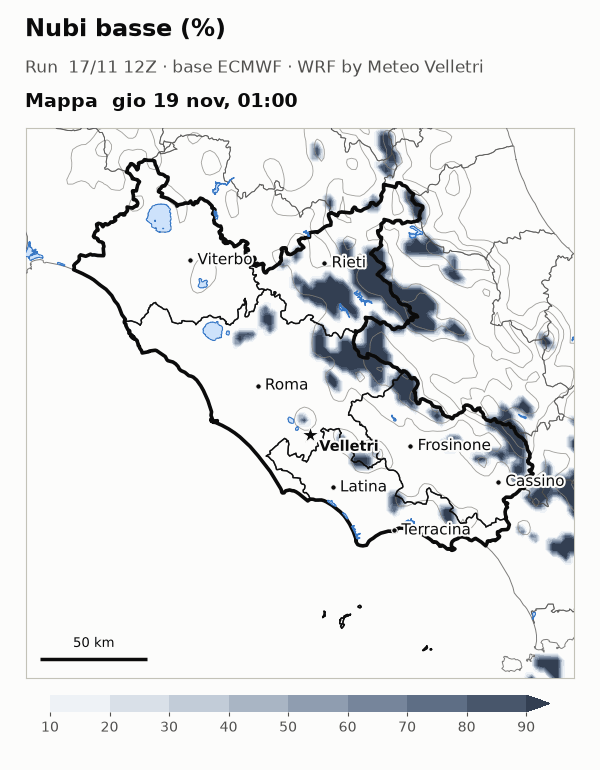 Nubi basse (%)
Run 17/11 12Z · base ECMWF · WRF by Meteo Velletri
Mappa gio 19 nov, 01:00
Viterbo
Rieti
Roma
Velletri
Frosinone
Cassino
Latina
Terracina
50 km
10 20 30 40 50 60 70 80 90